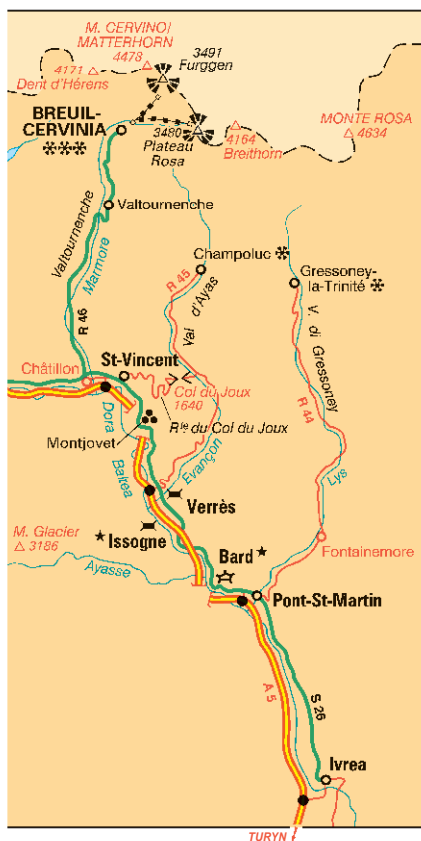 M. CERVINO/
MATTERHORN
4478
3491
Furggen
4171
Dent d'Hérens
BREUIL-
CERVINIA
3480
Plateau
Rosa
4164
Breithorn
MONTE ROSA
4634
Valtournenche
Valtournenche
Marmore
R 46
Champoluc
R 45
Val
d'Ayas
Gressoney-
la-Trinité
V. di Gressoney
R 44
Châtillon
St-Vincent
Col du Joux
1640
Rte du Col du Joux
Dora
Baltea
Montjovet
Evançon
Lys
Verrès
M. Glacier
3186
Issogne
Ayasse
Bard
Fontainemore
Pont-St-Martin
A 5
S 26
Ivrea
TURYN